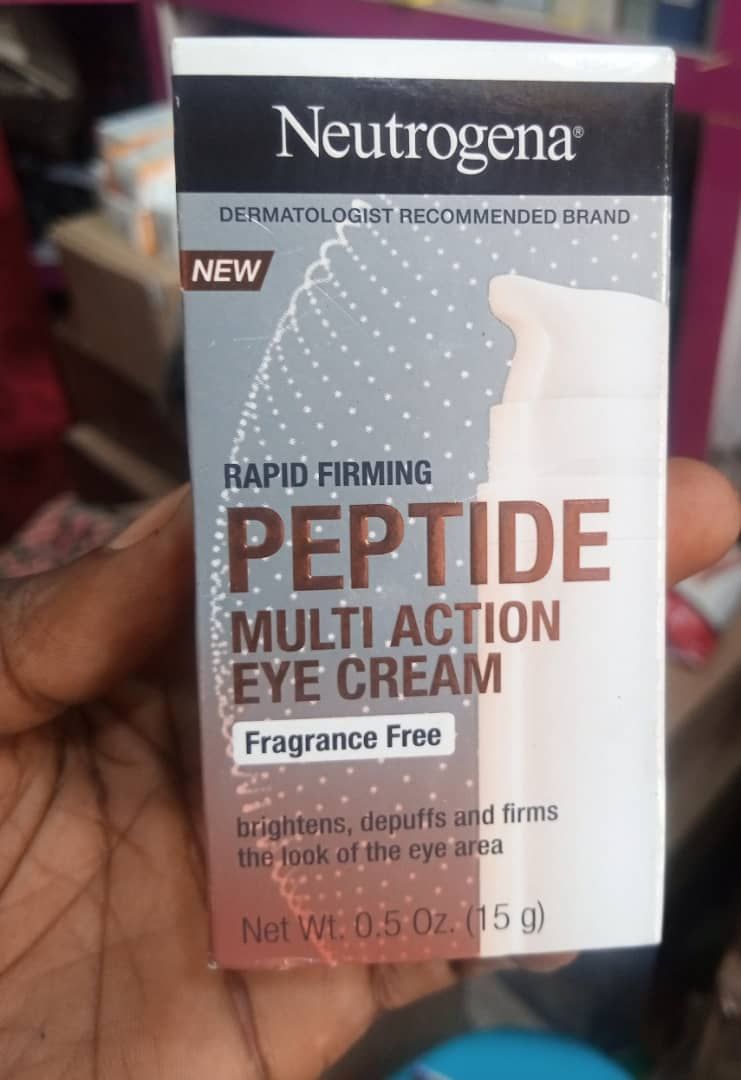 Neutrogena®
DERMATOLOGIST RECOMMENDED BRAND
NEW
RAPID FIRMING
PEPTIDE
MULTI ACTION
EYE CREAM
Fragrance Free
brightens, depuffs and firms
the look of the eye area
Net Wt. 0.5 Oz. (15 g)